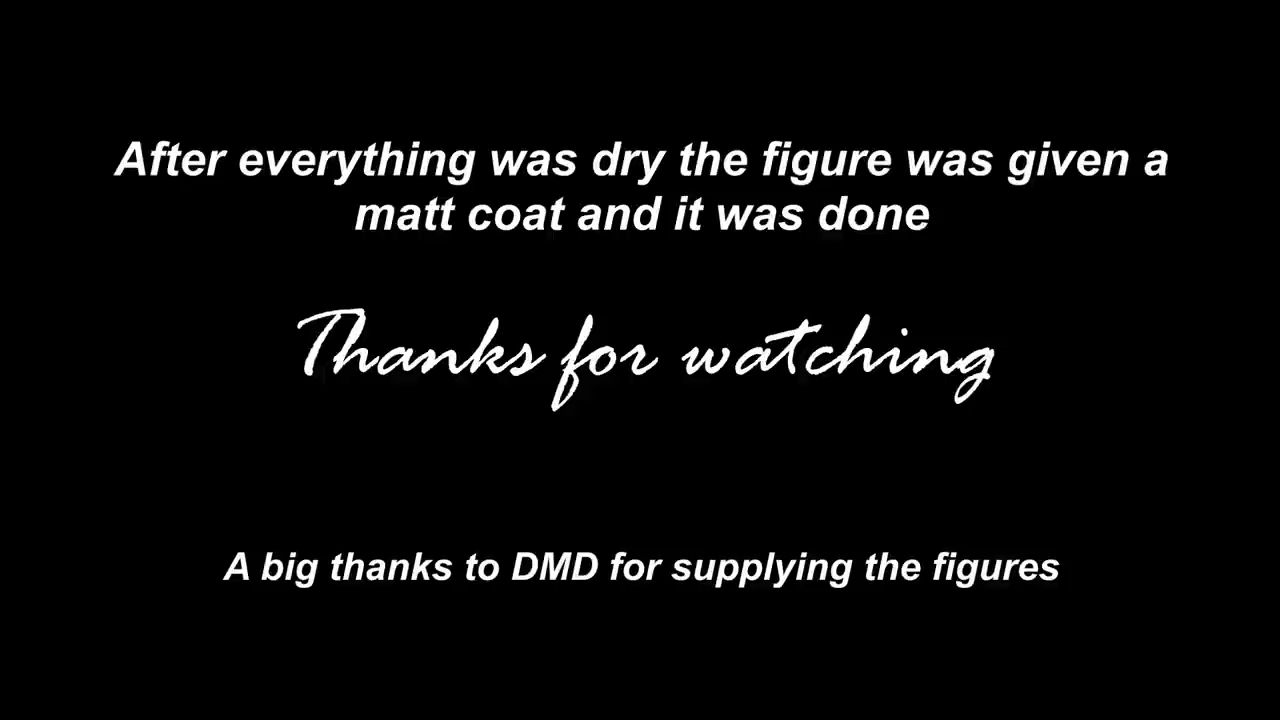 After everything was dry the figure was given a
matt coat and it was done
Thanks for watching
A big thanks to DMD for supplying the figures